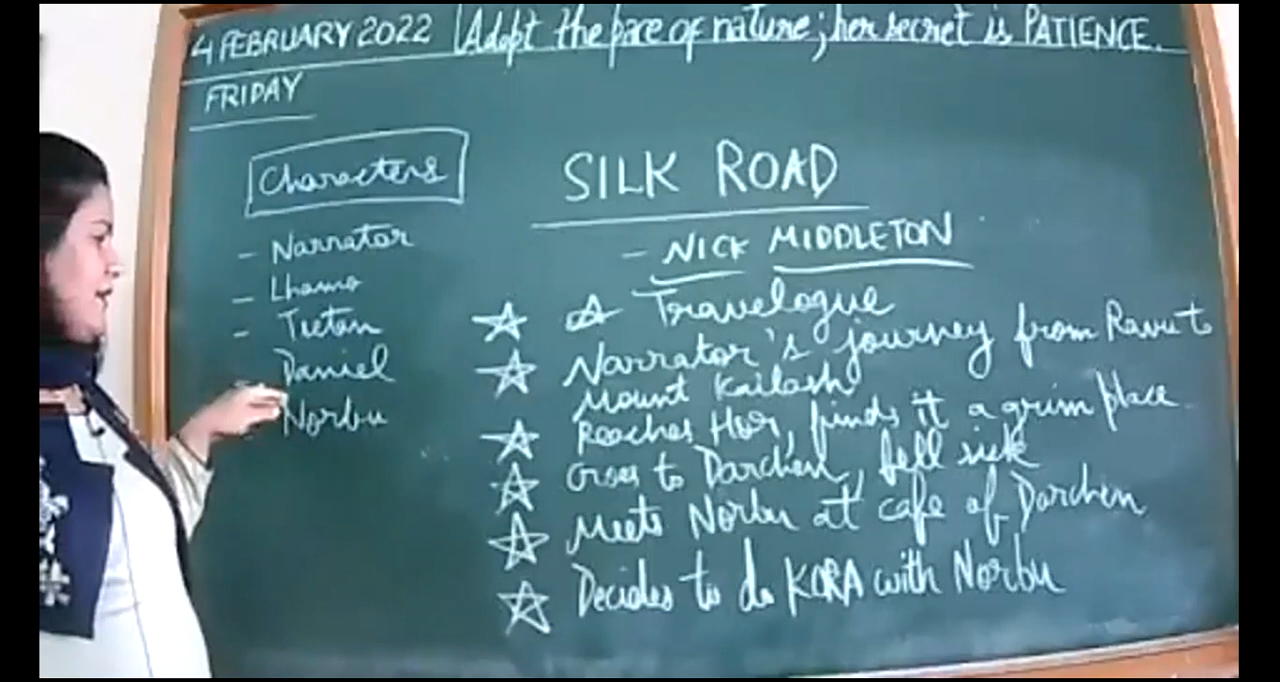 4 FEBRUARY 2022 | Adopt the pace of nature; her secret is PATIENCE.
FRIDAY
Characters
- Narrator
- Lhamo
- Tsetan
Daniel
Norbu
SILK ROAD
- NICK MIDDLETON
☆ ☆ Travelogue
☆ Narrator's journey from Ravu to
Mount Kailash
☆ Reaches Hor, finds it a grim place
☆ Goes to Darchen, fell sick
☆ Meets Norbu at cafe of Darchen
☆ Decides to do KORA with Norbu